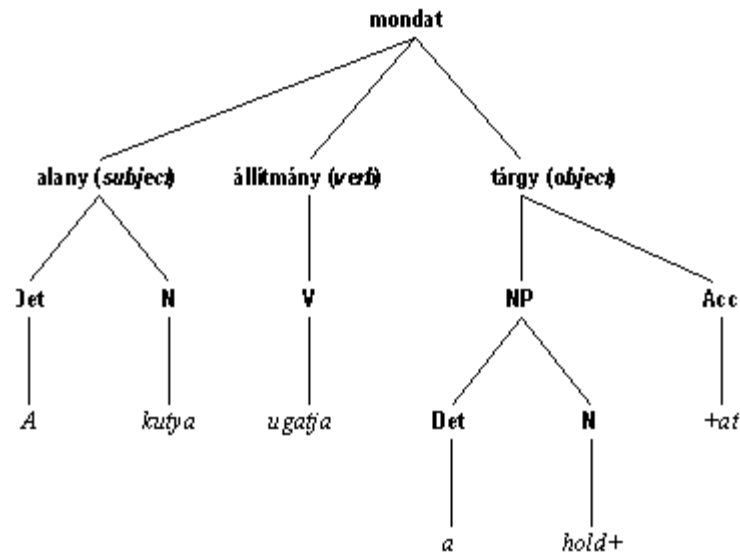 mondat
alany (subject) állítmány (verb) tárgy (object)
Det N V NP Acc
A kutya ugatja Det N +at
a hold+